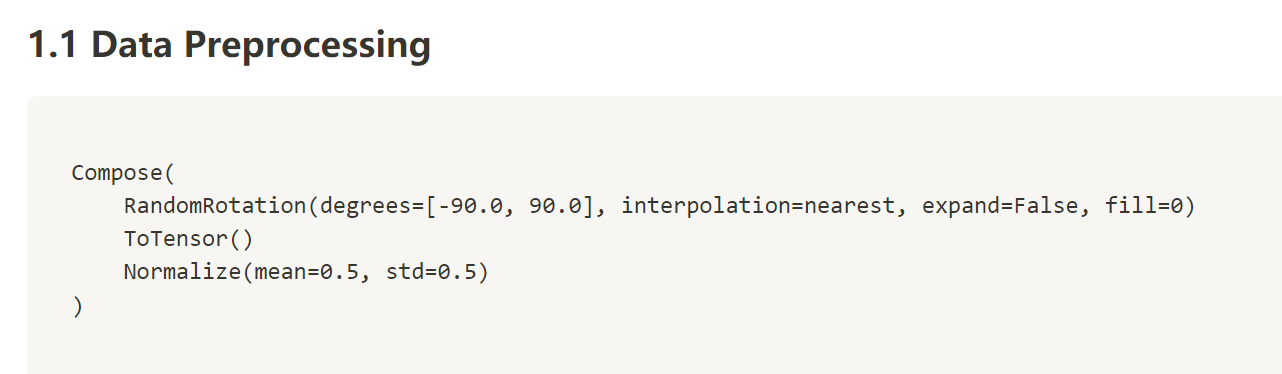 1.1 Data Preprocessing
Compose(
    RandomRotation(degrees=[-90.0, 90.0], interpolation=nearest, expand=False, fill=0)
    ToTensor()
    Normalize(mean=0.5, std=0.5)
)